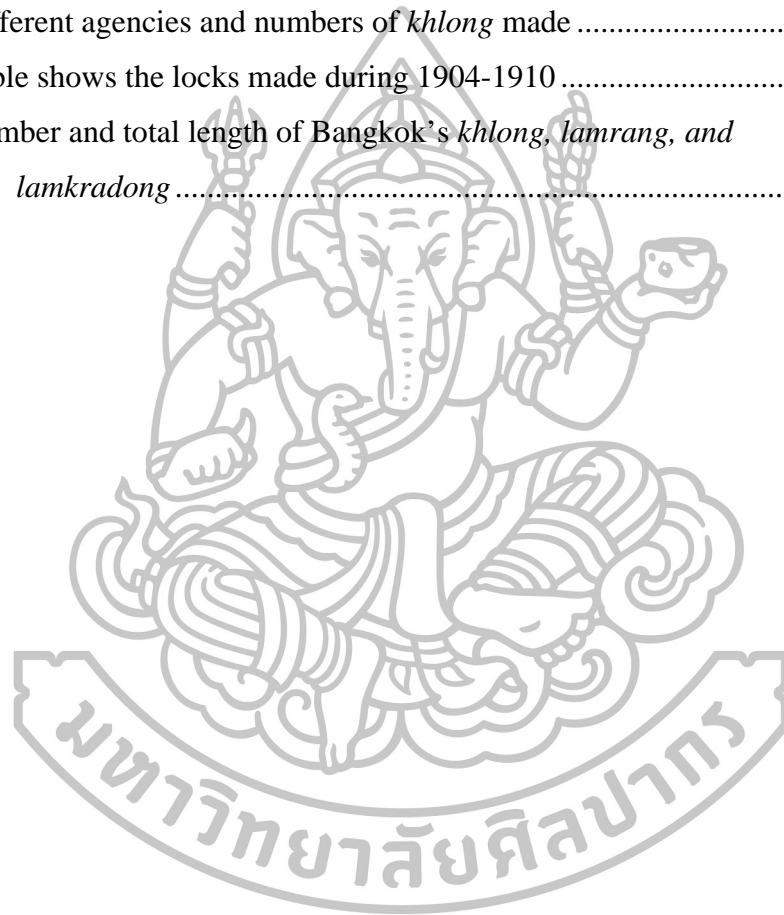 fferent agencies and numbers of khlong made ..........................
ble shows the locks made during 1904-1910 ...............................
mber and total length of Bangkok’s khlong, lamrang, and
lamkradong ...........................................................................
มหาวิทยาลัยศิลปากร